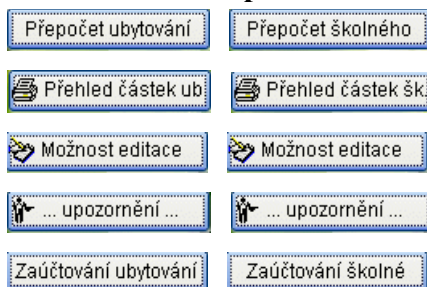 Přepočet ubytování Přepočet školného
Přehled částek ub Přehled částek šk.
Možnost editace Možnost editace
... upozornění ... ... upozornění ...
Zaúčtování ubytování Zaúčtování školné